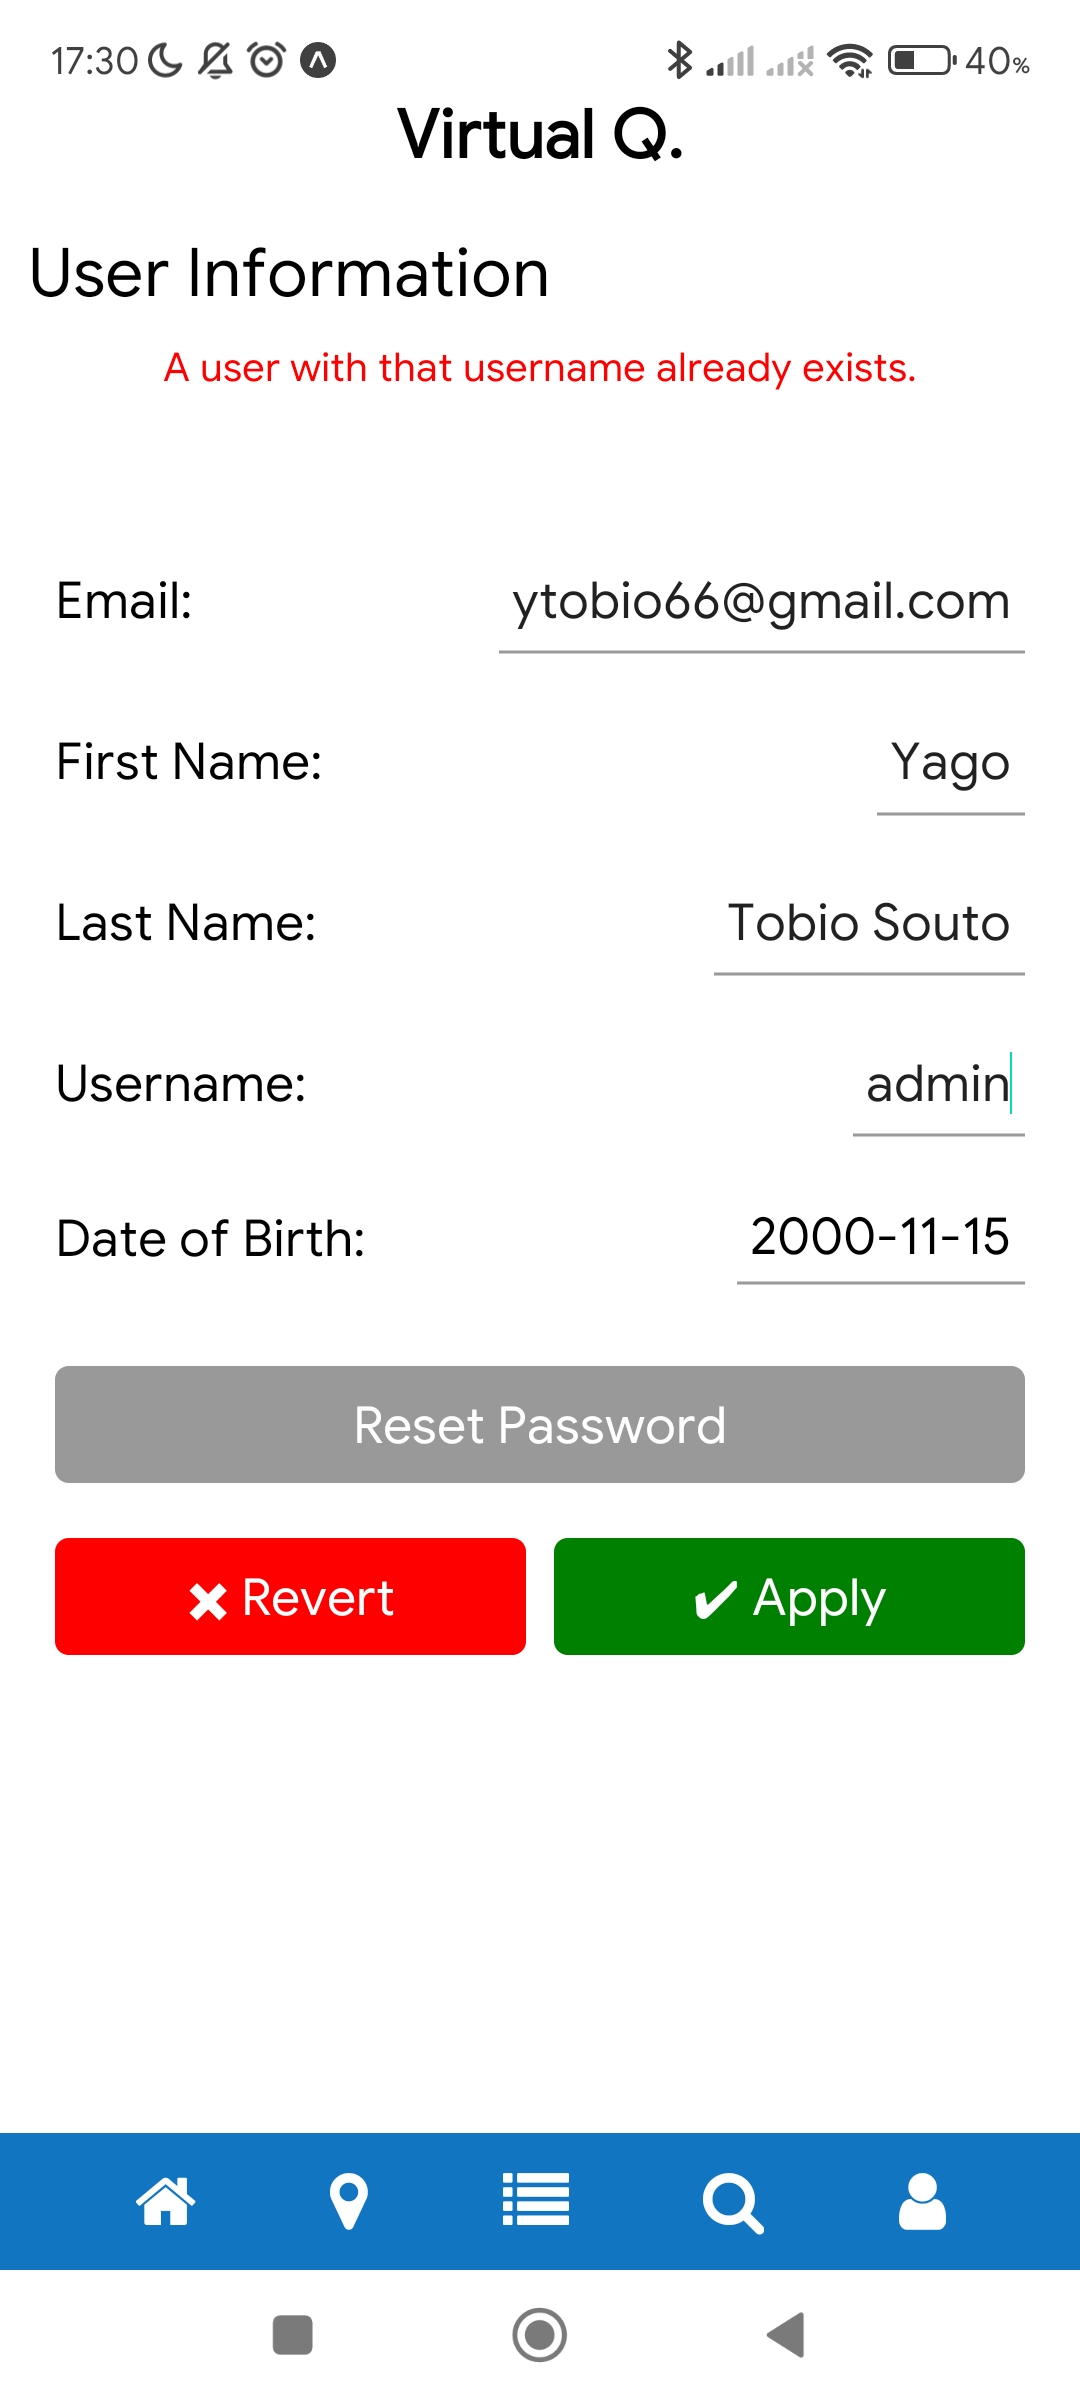 17:30 40%
Virtual Q.
User Information
A user with that username already exists.
Email: ytobio66@gmail.com
First Name: Yago
Last Name: Tobio Souto
Username: admin
Date of Birth: 2000-11-15
Reset Password
✖ Revert ✔ Apply